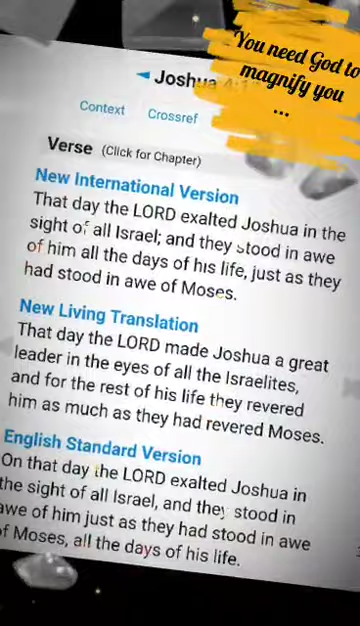 You need God to
magnify you
...
Joshua
Context Crossref
Verse (Click for Chapter)
New International Version
That day the LORD exalted Joshua in the
sight of all Israel; and they stood in awe
of him all the days of his life, just as they
had stood in awe of Moses.
New Living Translation
That day the LORD made Joshua a great
leader in the eyes of all the Israelites,
and for the rest of his life they revered
him as much as they had revered Moses.
English Standard Version
On that day the LORD exalted Joshua in
the sight of all Israel, and they stood in
awe of him just as they had stood in awe
of Moses, all the days of his life.